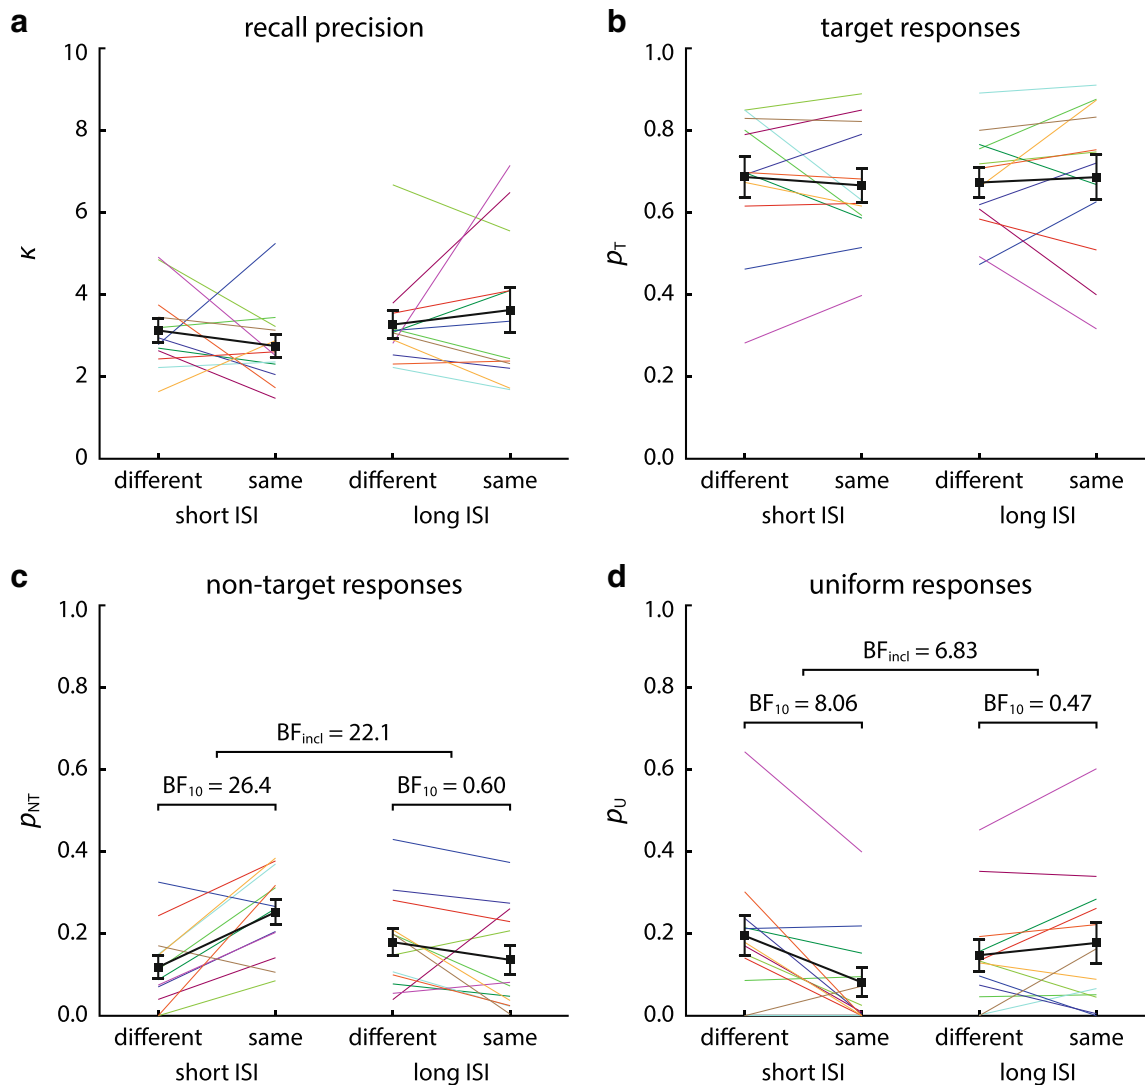 a recall precision
10
8
6
4
2
0
κ
different same different same
short ISI long ISI
b target responses
1.0
0.8
0.6
0.4
0.2
0.0
pT
different same different same
short ISI long ISI
c non-target responses
1.0
0.8
0.6
0.4
0.2
0.0
pNT
BFincl = 22.1
BF10 = 26.4 BF10 = 0.60
different same different same
short ISI long ISI
d uniform responses
1.0
0.8
0.6
0.4
0.2
0.0
pU
BFincl = 6.83
BF10 = 8.06 BF10 = 0.47
different same different same
short ISI long ISI